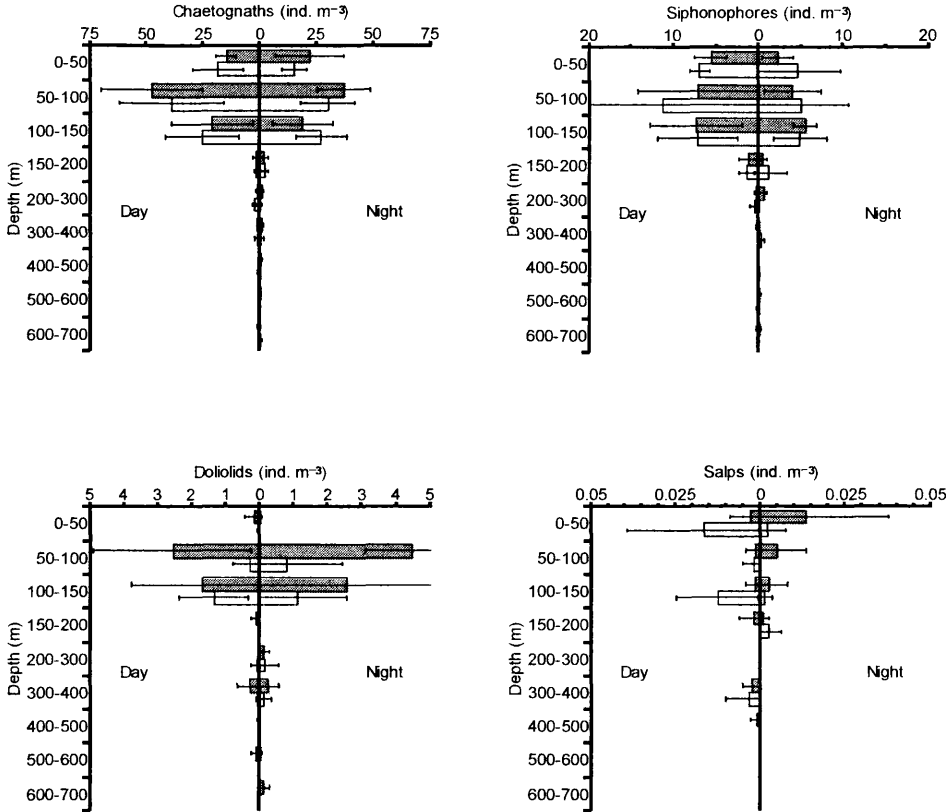 Chaetognaths (ind. m⁻³)
75 50 25 0 25 50 75
Depth (m)
0-50
50-100
100-150
150-200
200-300
300-400
400-500
500-600
600-700
Day
Night
Siphonophores (ind. m⁻³)
20 10 0 10 20
Depth (m)
0-50
50-100
100-150
150-200
200-300
300-400
400-500
500-600
600-700
Day
Night
Doliolids (ind. m⁻³)
5 4 3 2 1 0 1 2 3 4 5
Depth (m)
0-50
50-100
100-150
150-200
200-300
300-400
400-500
500-600
600-700
Day
Night
Salps (ind. m⁻³)
0.05 0.025 0 0.025 0.05
Depth (m)
0-50
50-100
100-150
150-200
200-300
300-400
400-500
500-600
600-700
Day
Night